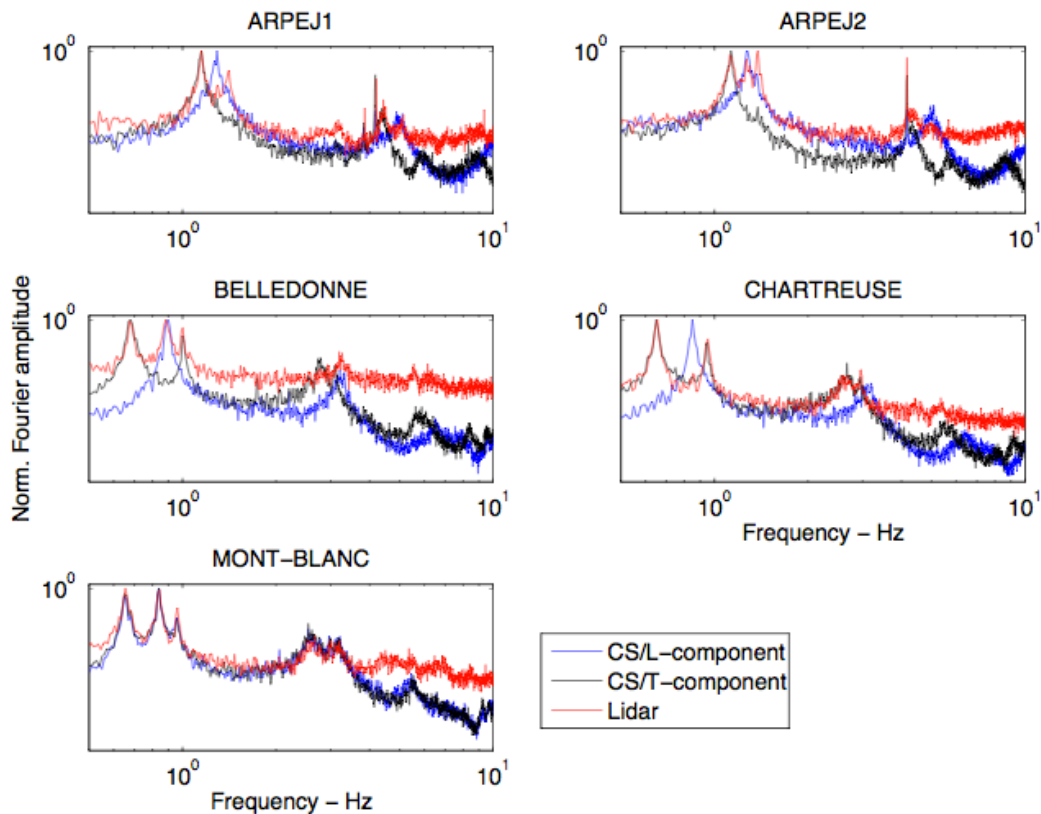 ARPEJ1
ARPEJ2
10⁰
10⁰
10⁰
10¹
10⁰
10¹
BELLEDONNE
CHARTREUSE
10⁰
10⁰
Norm. Fourier amplitude
10⁰
10¹
10⁰
10¹
Frequency − Hz
MONT−BLANC
10⁰
CS/L−component
CS/T−component
Lidar
10⁰
10¹
Frequency − Hz